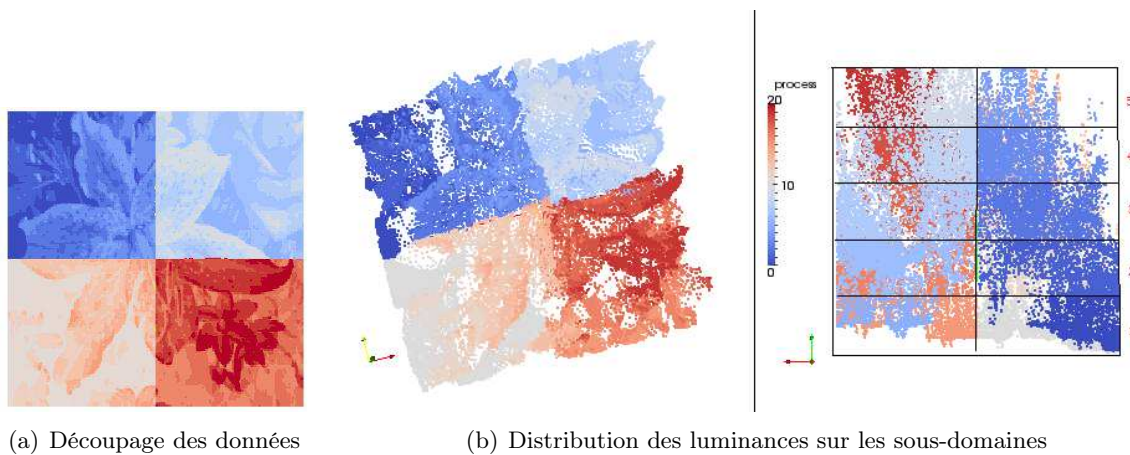 process
20
10
0
(a) Découpage des données
(b) Distribution des luminances sur les sous-domaines